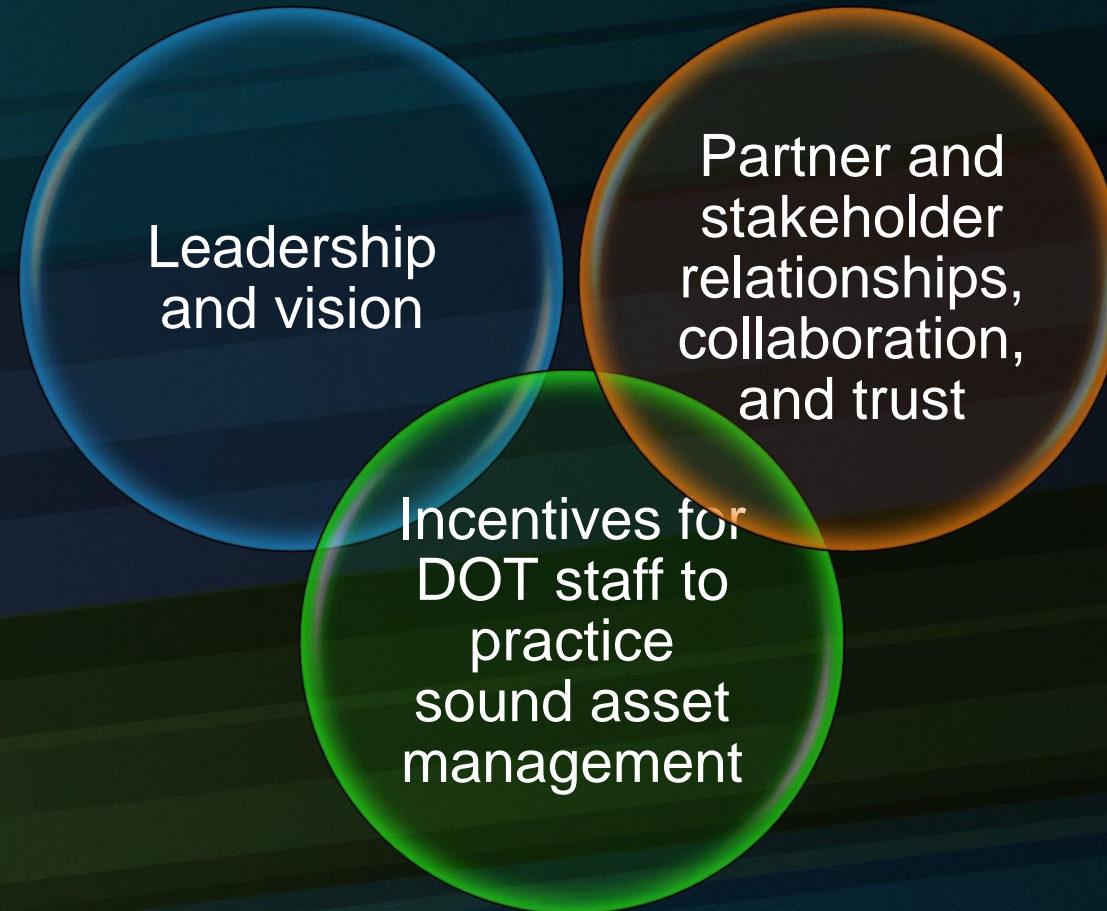 Leadership
and vision
Partner and
stakeholder
relationships,
collaboration,
and trust
Incentives for
DOT staff to
practice
sound asset
management